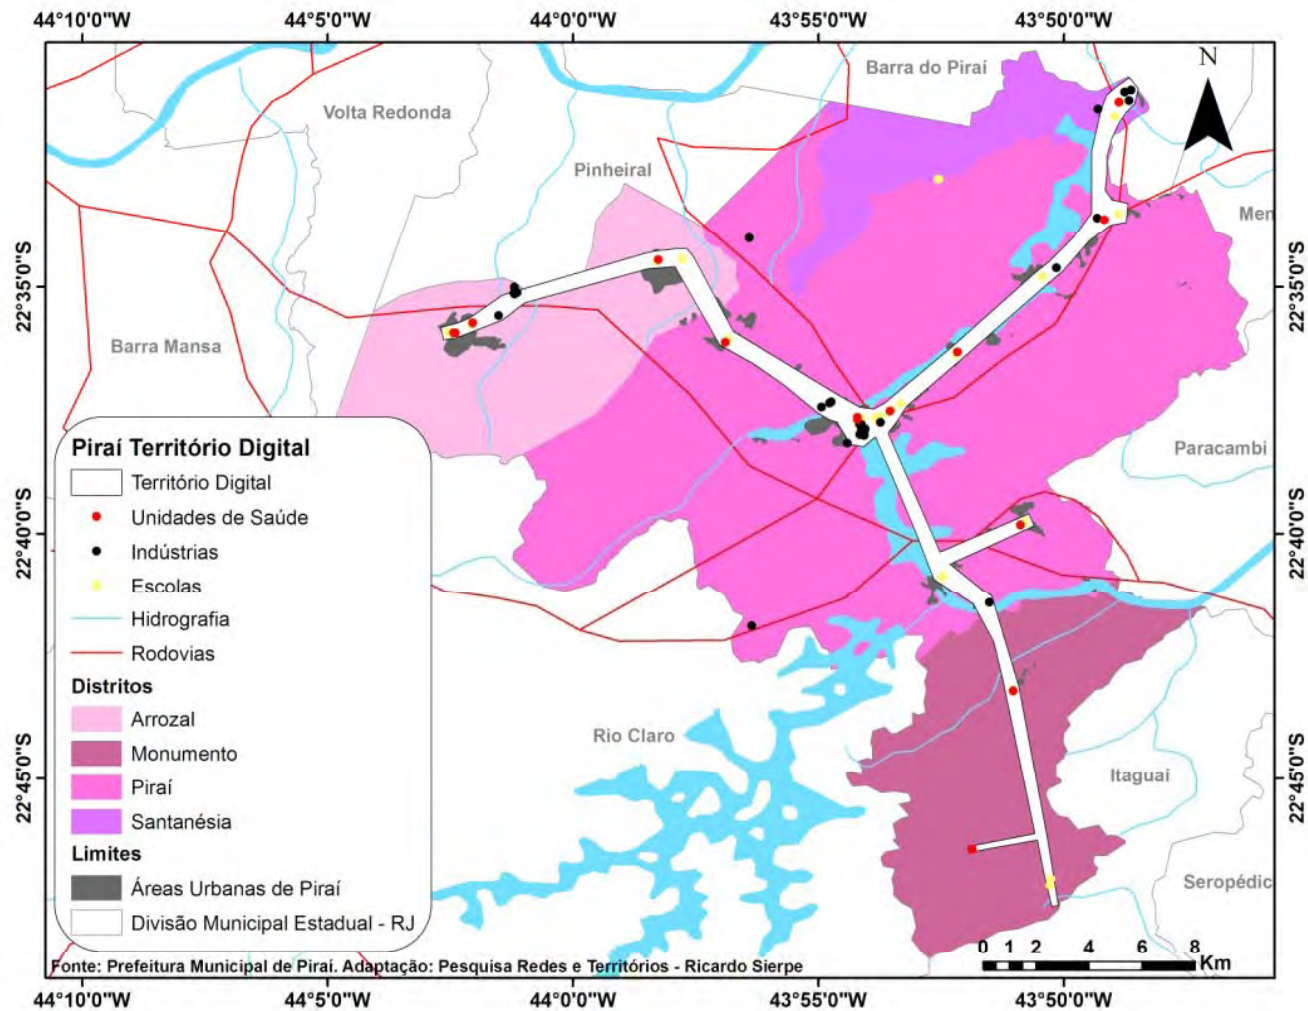 44°10'0"W 44°5'0"W 44°0'0"W 43°55'0"W 43°50'0"W
Barra do Piraí
N
Volta Redonda
Pinheiral
Men
22°35'0"S 22°35'0"S
Barra Mansa
Piraí Território Digital
Território Digital
Unidades de Saúde
Indústrias
Escolas
Hidrografia
Rodovias
Distritos
Arrozal
Monumento
Piraí
Santanésia
Limites
Áreas Urbanas de Piraí
Divisão Municipal Estadual - RJ
Paracambi
22°40'0"S 22°40'0"S
Rio Claro
Itaguaí
22°45'0"S 22°45'0"S
Seropédic
0 1 2 4 6 8
Km
Fonte: Prefeitura Municipal de Piraí. Adaptação: Pesquisa Redes e Territórios - Ricardo Sierpe
44°10'0"W 44°5'0"W 44°0'0"W 43°55'0"W 43°50'0"W